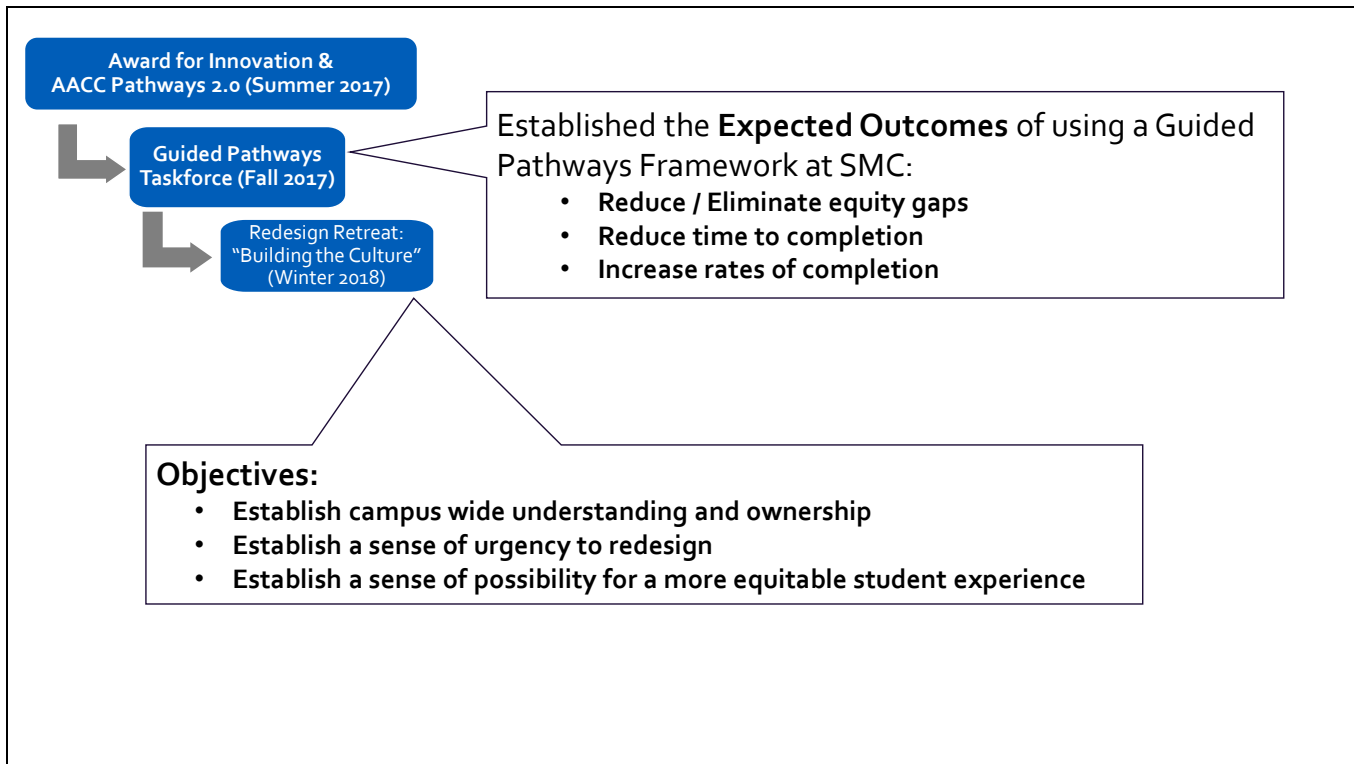 Award for Innovation &
AACC Pathways 2.0 (Summer 2017)
Guided Pathways
Taskforce (Fall 2017)
Redesign Retreat:
“Building the Culture”
(Winter 2018)
Established the Expected Outcomes of using a Guided
Pathways Framework at SMC:
• Reduce / Eliminate equity gaps
• Reduce time to completion
• Increase rates of completion
Objectives:
• Establish campus wide understanding and ownership
• Establish a sense of urgency to redesign
• Establish a sense of possibility for a more equitable student experience